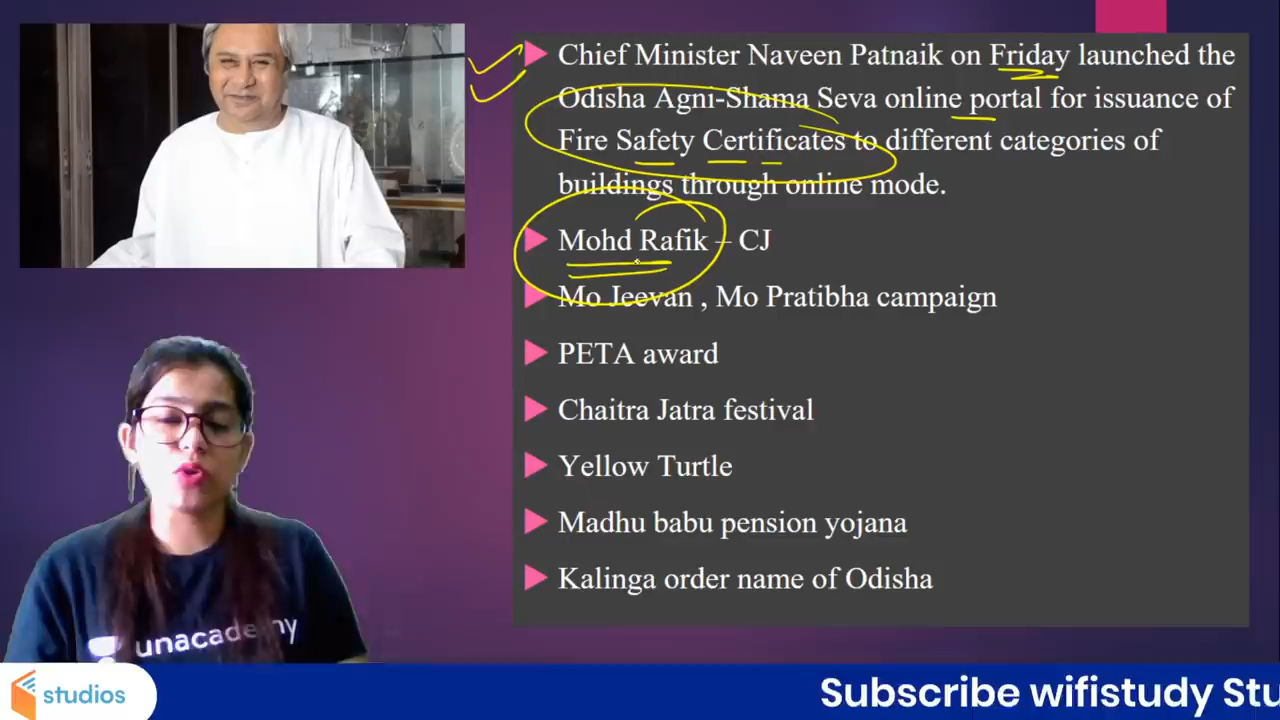 Chief Minister Naveen Patnaik on Friday launched the
Odisha Agni-Shama Seva online portal for issuance of
Fire Safety Certificates to different categories of
buildings through online mode.
Mohd Rafik – CJ
Mo Jeevan , Mo Pratibha campaign
PETA award
Chaitra Jatra festival
Yellow Turtle
Madhu babu pension yojana
Kalinga order name of Odisha
unacademy
studios
Subscribe wifistudy Stu